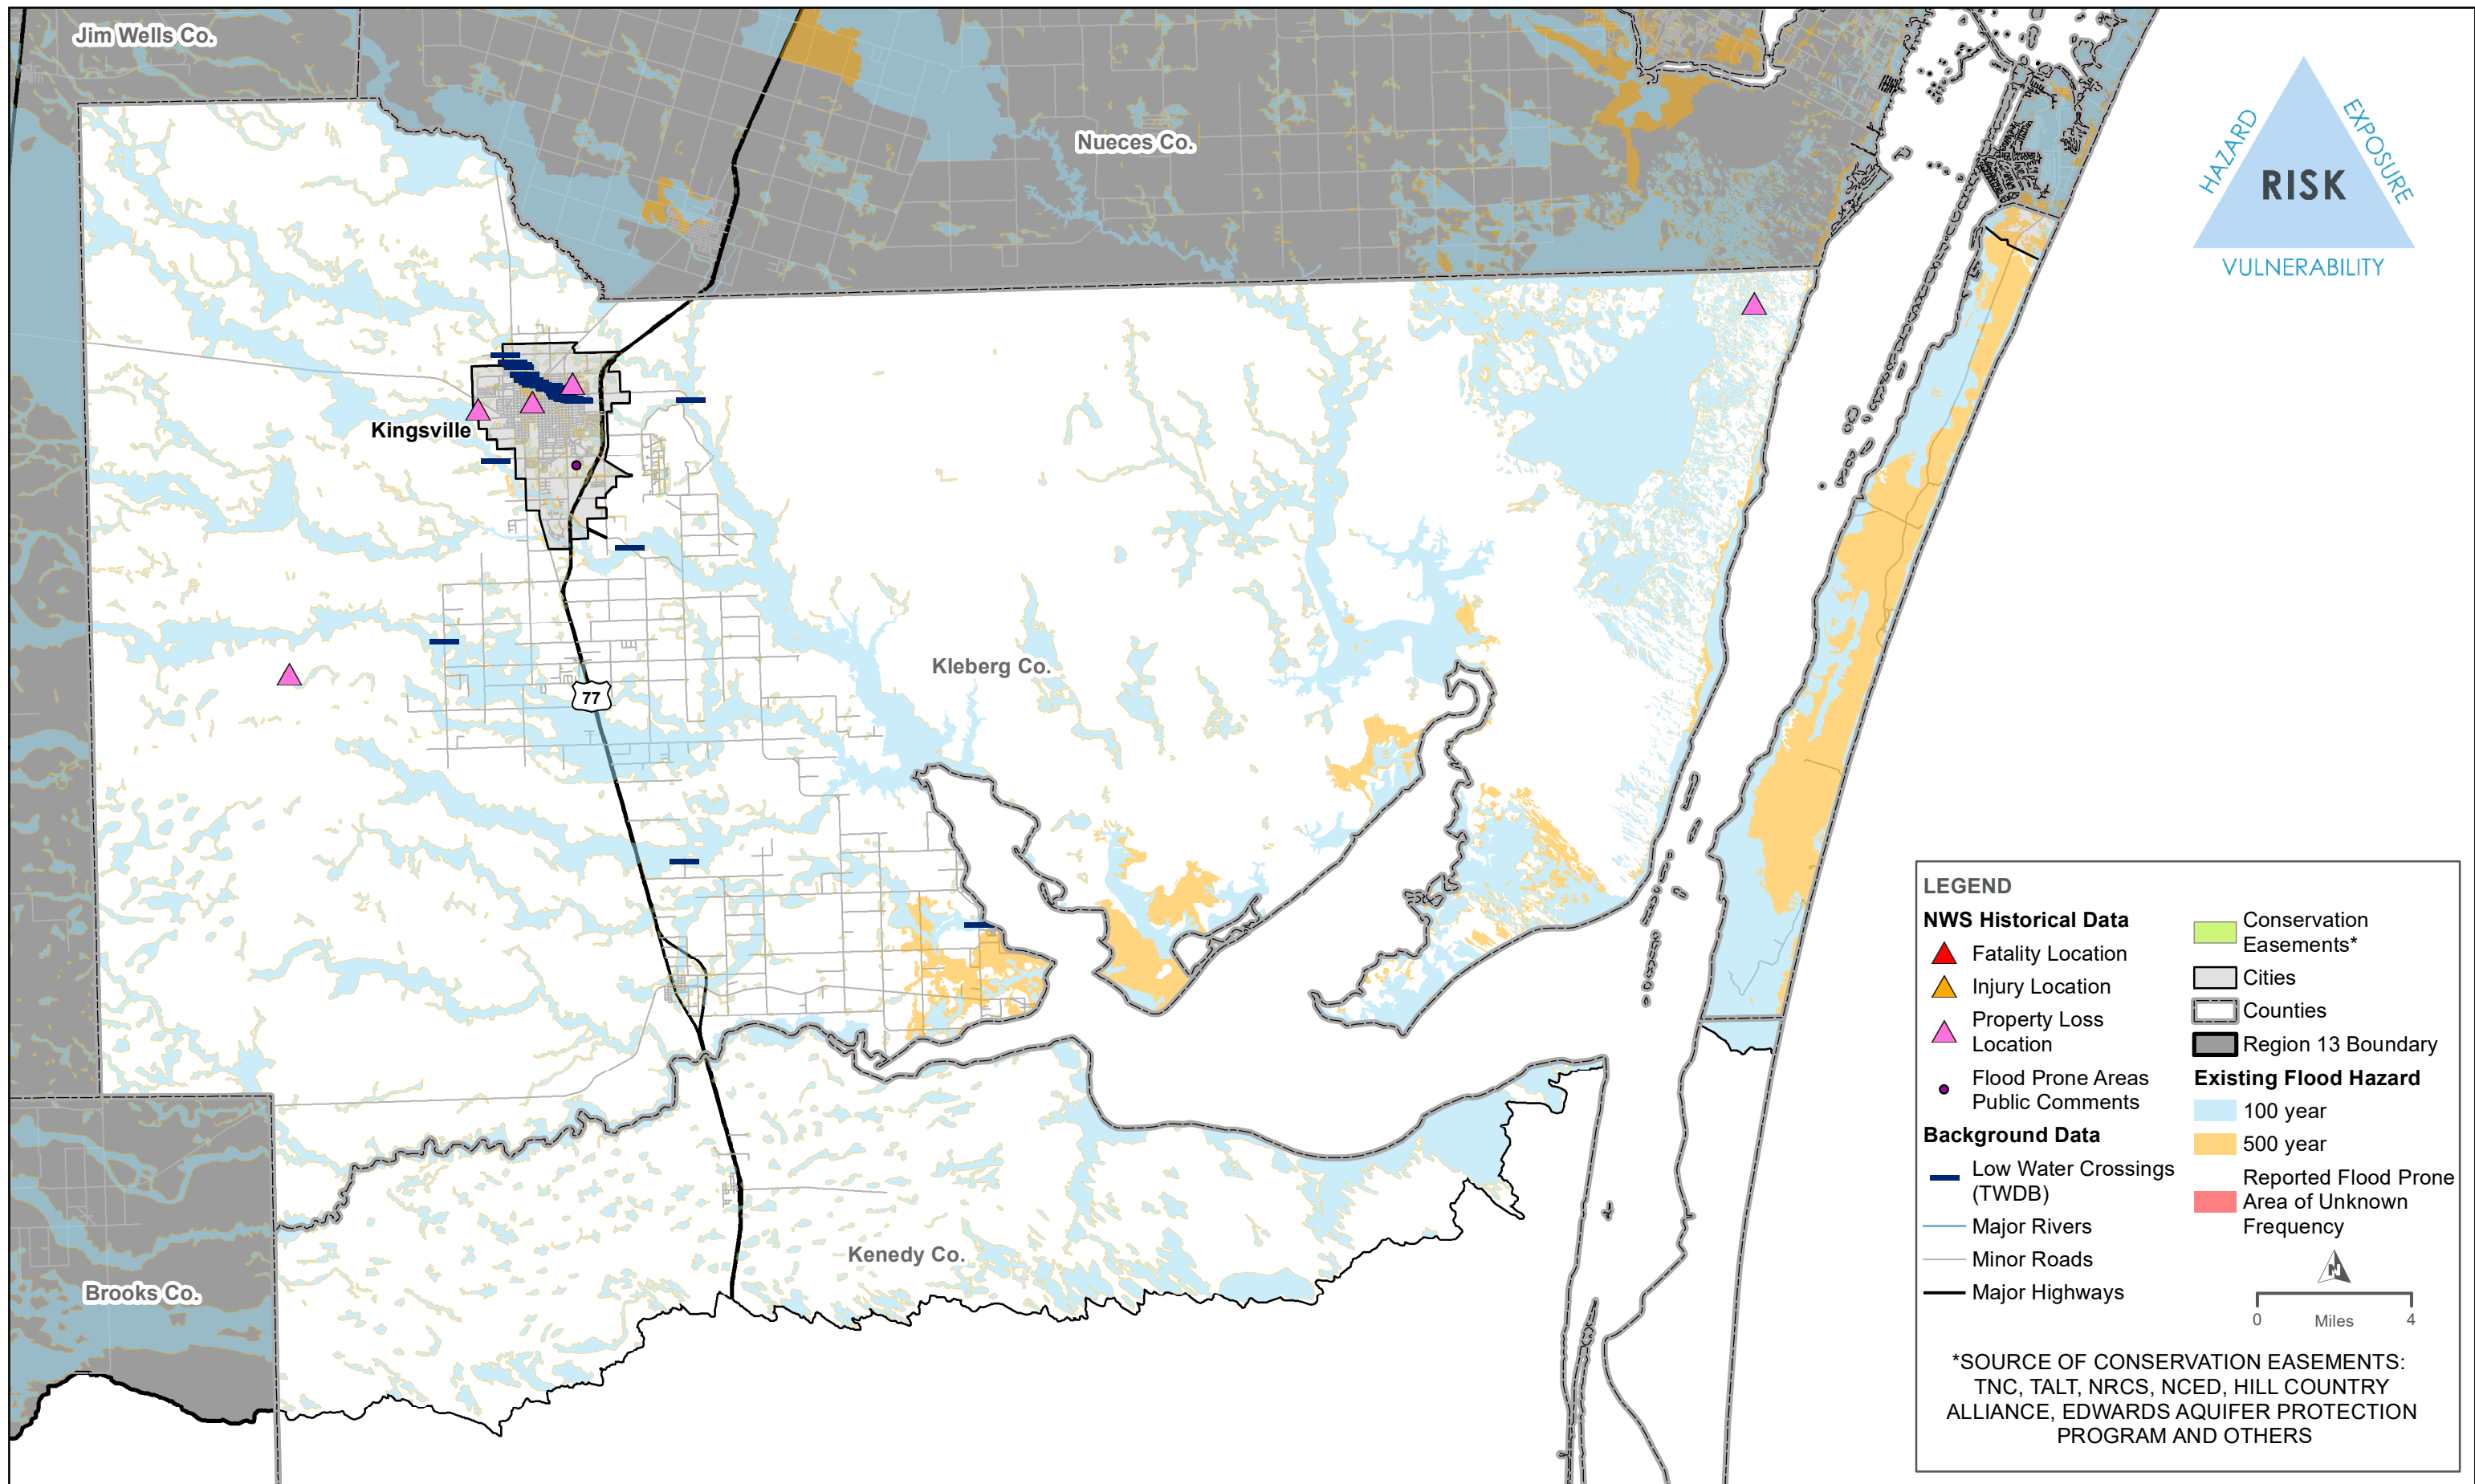 Jim Wells Co.
Nueces Co.
HAZARD
EXPOSURE
RISK
VULNERABILITY
Kingsville
Kleberg Co.
77
Kenedy Co.
Brooks Co.
LEGEND
NWS Historical Data
Fatality Location
Injury Location
Property Loss
Location
Flood Prone Areas
Public Comments
Background Data
Low Water Crossings
(TWDB)
Major Rivers
Minor Roads
Major Highways
Conservation
Easements*
Cities
Counties
Region 13 Boundary
Existing Flood Hazard
100 year
500 year
Reported Flood Prone
Area of Unknown
Frequency
N
0 Miles 4
*SOURCE OF CONSERVATION EASEMENTS:
TNC, TALT, NRCS, NCED, HILL COUNTRY
ALLIANCE, EDWARDS AQUIFER PROTECTION
PROGRAM AND OTHERS